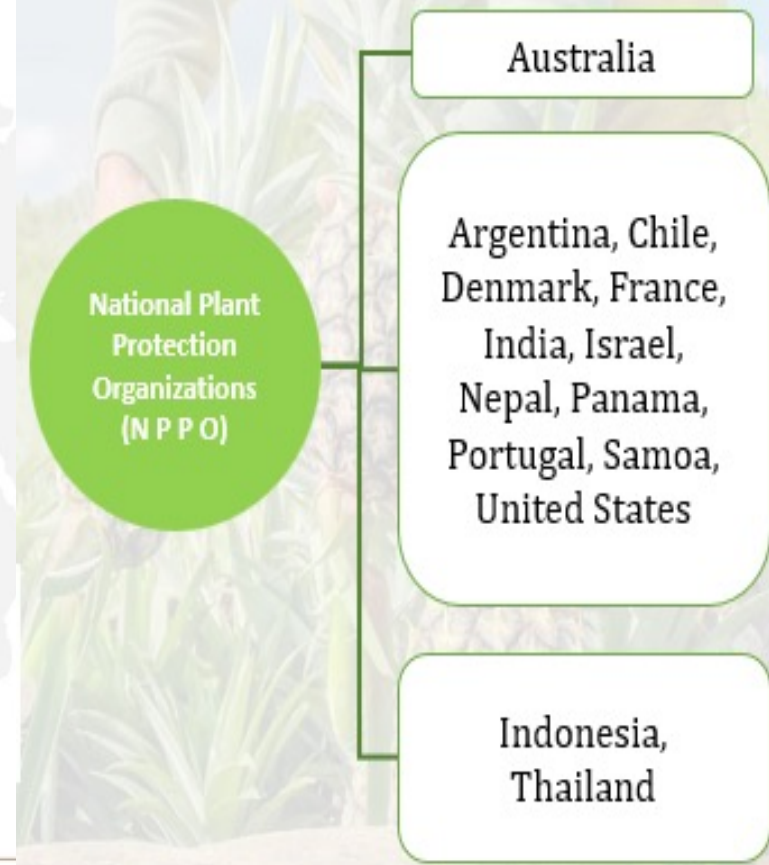 Australia
National Plant
Protection
Organizations
(N P P O)
Argentina, Chile,
Denmark, France,
India, Israel,
Nepal, Panama,
Portugal, Samoa,
United States
Indonesia,
Thailand